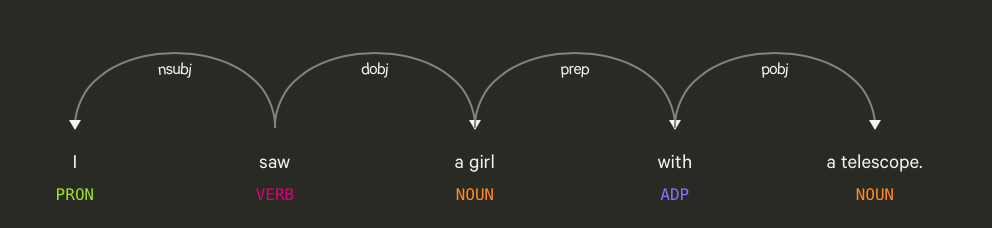 nsubj dobj prep pobj
I saw a girl with a telescope.
PRON VERB NOUN ADP NOUN